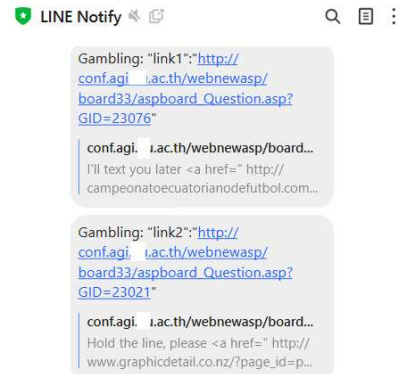 LINE Notify
Gambling: "link1":"http://
conf.agi. u.ac.th/webnewasp/
board33/aspboard_Question.asp?
GID=23076"
conf.agi. u.ac.th/webnewasp/board...
I'll text you later <a href=" http://
campeonatoecuatorianodefutbol.com...
Gambling: "link2":"http://
conf.agi. u.ac.th/webnewasp/
board33/aspboard_Question.asp?
GID=23021"
conf.agi. u.ac.th/webnewasp/board...
Hold the line, please <a href=" http://
www.graphicdetail.co.nz/?page_id=p...